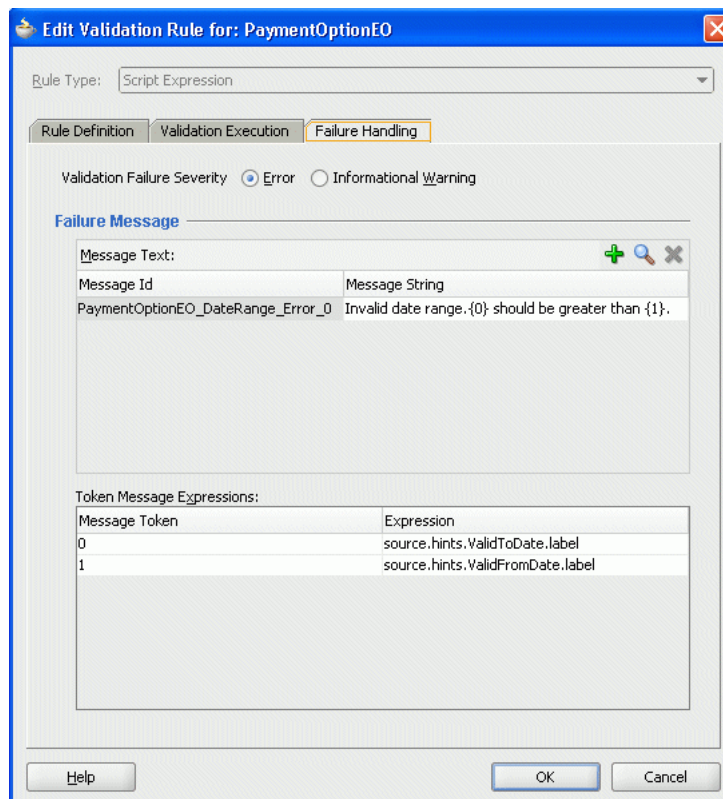 Edit Validation Rule for: PaymentOptionEO
Rule Type: Script Expression
Rule Definition Validation Execution Failure Handling
Validation Failure Severity Error Informational Warning
Failure Message
Message Text:
Message Id Message String
PaymentOptionEO_DateRange_Error_0 Invalid date range.{0} should be greater than {1}.
Token Message Expressions:
Message Token Expression
0 source.hints.ValidToDate.label
1 source.hints.ValidFromDate.label
Help OK Cancel